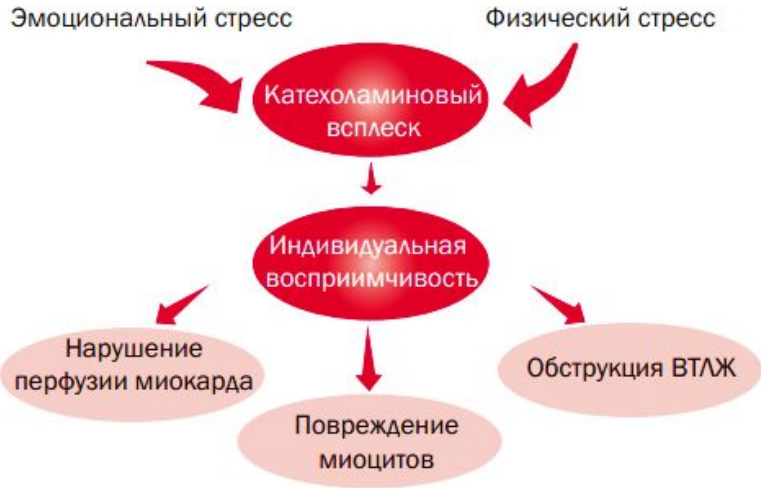 Эмоциональный стресс
Физический стресс
Катехоламиновый
всплеск
Индивидуальная
восприимчивость
Нарушение
перфузии миокарда
Обструкция ВТЛЖ
Повреждение
миоцитов